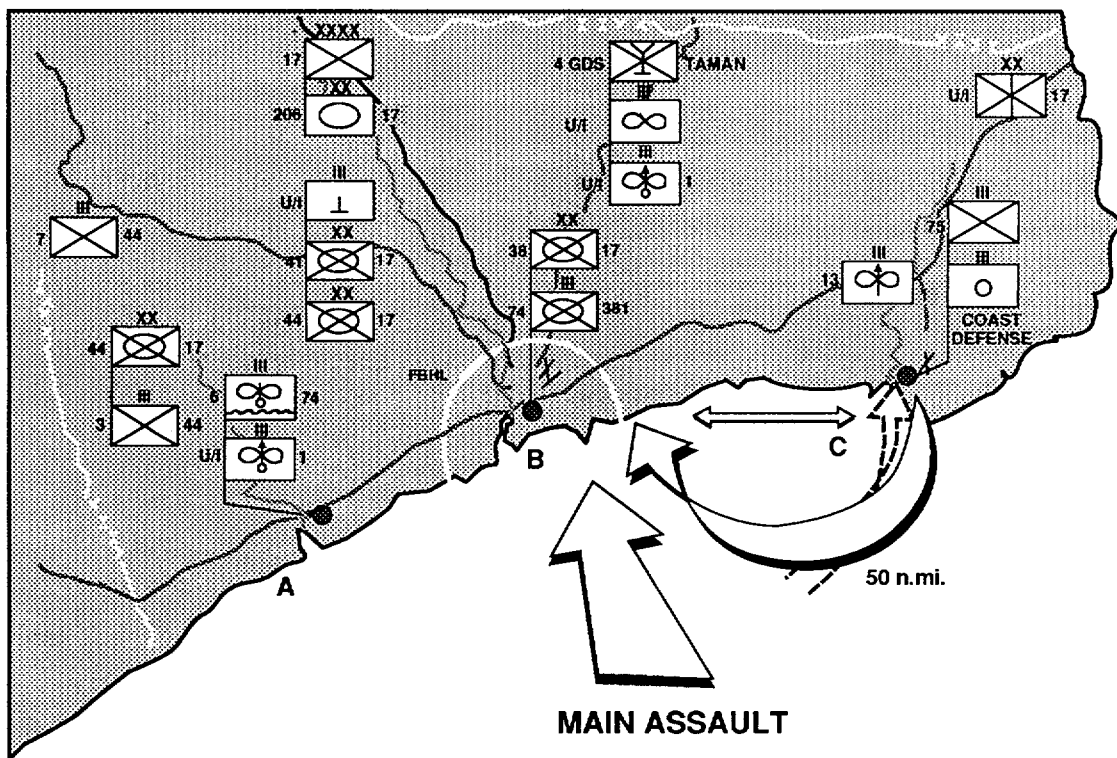 XXXX
17
XX
206 17
III
U/I
XX
41 17
XX
44 17
III
7 44
XX
44 17
III
3 44
III
6 74
III
U/I 1
4 GDS TAMAN
III
U/I
III
U/I 1
XX
38 17
III
74 381
FBHL
XX
U/I 17
III
75
III
COAST
DEFENSE
III
13
A
B
C
50 n.mi.
MAIN ASSAULT